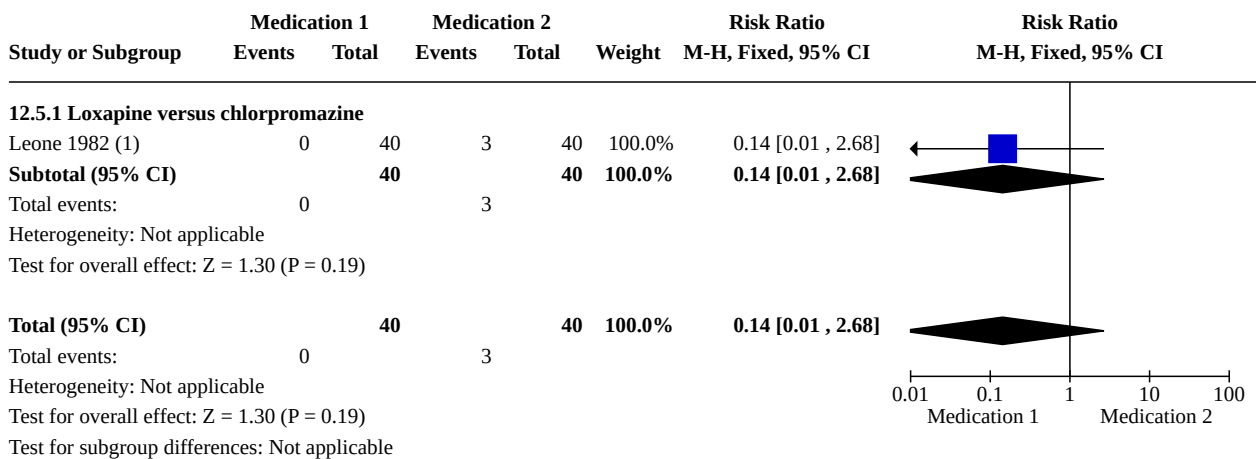 Medication 1 Medication 2 Risk Ratio Risk Ratio
Study or Subgroup Events Total Events Total Weight M-H, Fixed, 95% CI M-H, Fixed, 95% CI
12.5.1 Loxapine versus chlorpromazine
Leone 1982 (1) 0 40 3 40 100.0% 0.14 [0.01 , 2.68]
Subtotal (95% CI) 40 40 100.0% 0.14 [0.01 , 2.68]
Total events: 0 3
Heterogeneity: Not applicable
Test for overall effect: Z = 1.30 (P = 0.19)
Total (95% CI) 40 40 100.0% 0.14 [0.01 , 2.68]
Total events: 0 3
Heterogeneity: Not applicable
0.01 0.1 1 10 100
Test for overall effect: Z = 1.30 (P = 0.19) Medication 1 Medication 2
Test for subgroup differences: Not applicable